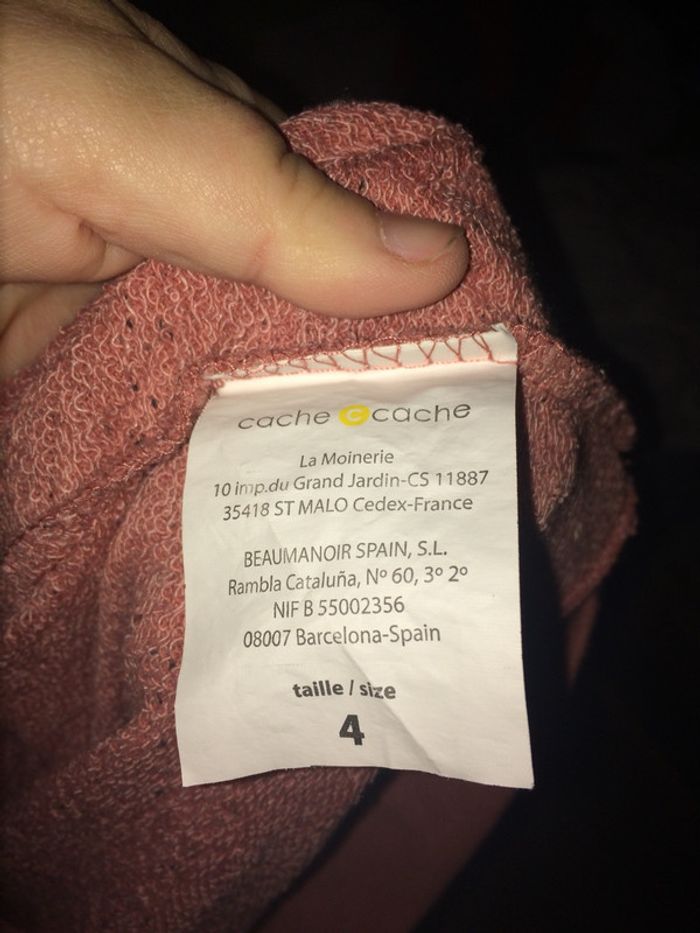 cache c cache
La Moinerie
10 imp.du Grand Jardin-CS 11887
35418 ST MALO Cedex-France
BEAUMANOIR SPAIN, S.L.
Rambla Cataluña, Nº 60, 3º 2º
NIF B 55002356
08007 Barcelona-Spain
taille / size
4